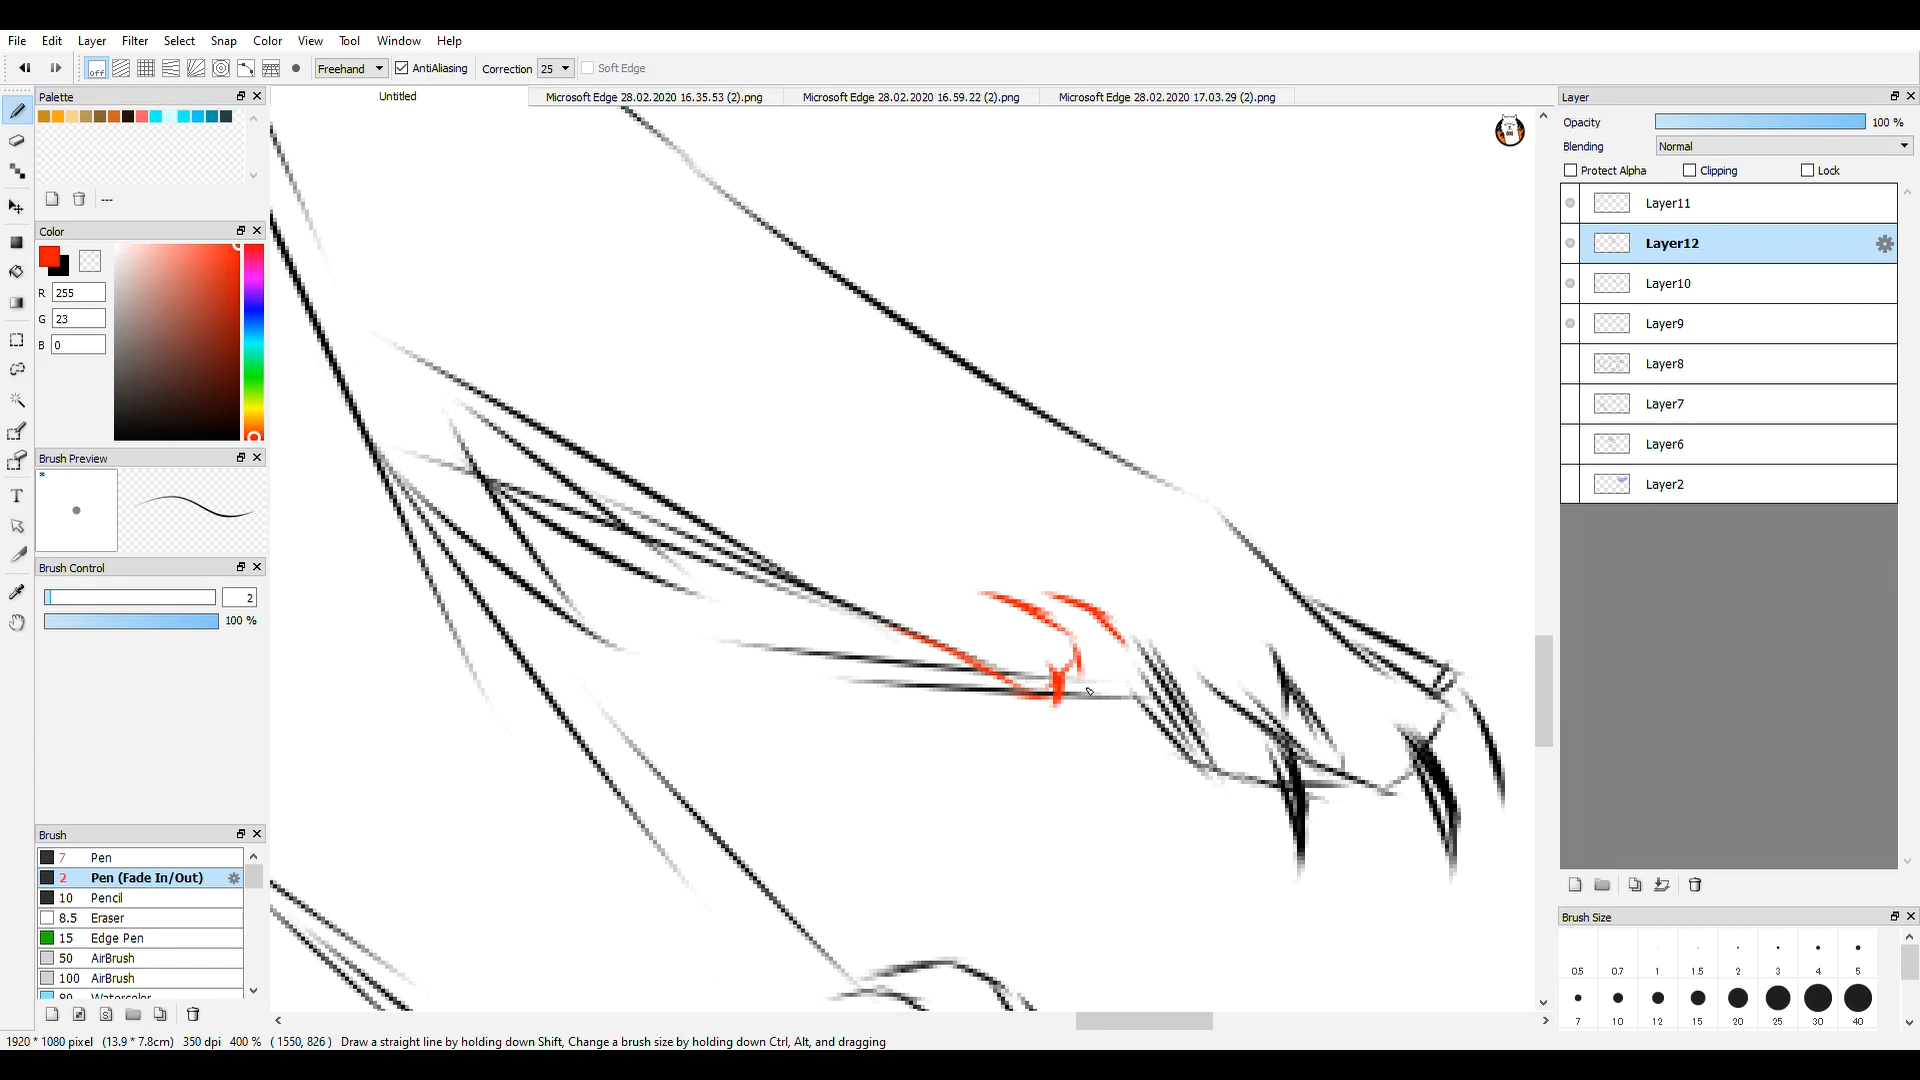 File Edit Layer Filter Select Snap Color View Tool Window Help
off Freehand AntiAliasing Correction 25 Soft Edge
Palette
Untitled
Microsoft Edge 28.02.2020 16.35.53 (2).png
Microsoft Edge 28.02.2020 16.59.22 (2).png
Microsoft Edge 28.02.2020 17.03.29 (2).png
---
Color
R 255
G 23
B 0
Brush Preview
*
Brush Control
2
100 %
Brush
7 Pen
2 Pen (Fade In/Out)
10 Pencil
8.5 Eraser
15 Edge Pen
50 AirBrush
100 AirBrush
80 Watercolor
S
T
Layer
Opacity 100 %
Blending Normal
Protect Alpha Clipping Lock
Layer11
Layer12
Layer10
Layer9
Layer8
Layer7
Layer6
Layer2
Brush Size
0.5 0.7 1 1.5 2 3 4 5
7 10 12 15 20 25 30 40
1920 * 1080 pixel (13.9 * 7.8cm) 350 dpi 400 % ( 1550, 826 ) Draw a straight line by holding down Shift, Change a brush size by holding down Ctrl, Alt, and dragging